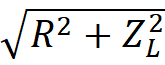 √(R² + Z_L²)